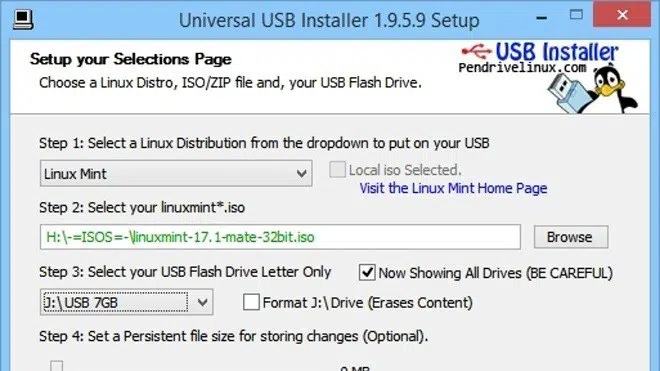 Universal USB Installer 1.9.5.9 Setup
Setup your Selections Page
Choose a Linux Distro, ISO/ZIP file and, your USB Flash Drive.
USB Installer
Pendrivelinux.com
Step 1: Select a Linux Distribution from the dropdown to put on your USB
Linux Mint
Local iso Selected.
Visit the Linux Mint Home Page
Step 2: Select your linuxmint*.iso
H:\-=ISOS=-\linuxmint-17.1-mate-32bit.iso
Browse
Step 3: Select your USB Flash Drive Letter Only
Now Showing All Drives (BE CAREFUL)
J:\USB 7GB
Format J:\ Drive (Erases Content)
Step 4: Set a Persistent file size for storing changes (Optional).
0 MB